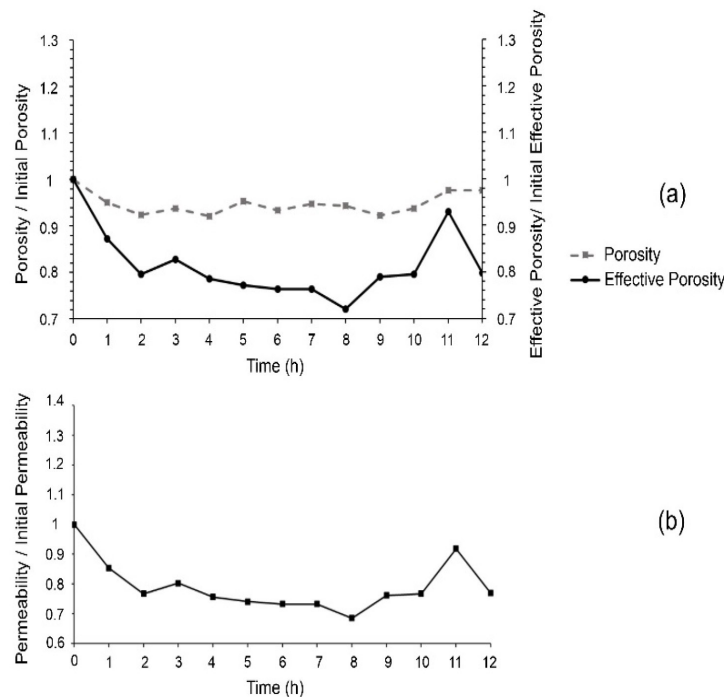 1.3
1.2
1.1
1
0.9
0.8
0.7
Porosity / Initial Porosity
0 1 2 3 4 5 6 7 8 9 10 11 12
Time (h)
1.3
1.2
1.1
1
0.9
0.8
0.7
Effective Porosity/ Initial Effective Porosity
(a)
Porosity
Effective Porosity
1.4
1.3
1.2
1.1
1
0.9
0.8
0.7
0.6
Permeability / Initial Permeability
0 1 2 3 4 5 6 7 8 9 10 11 12
Time (h)
(b)